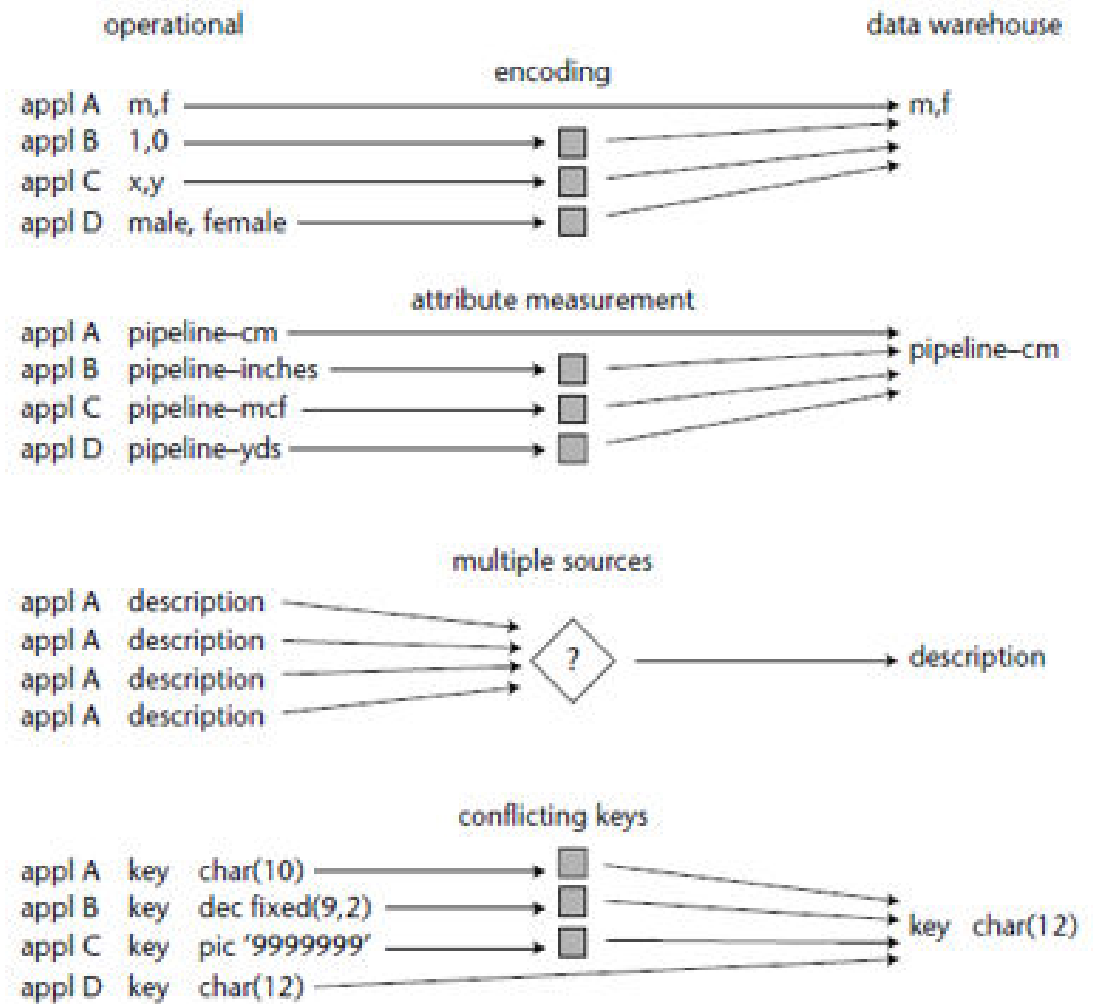 operational data warehouse
encoding
appl A m,f m,f
appl B 1,0
appl C x,y
appl D male, female
attribute measurement
appl A pipeline–cm
pipeline–cm
appl B pipeline–inches
appl C pipeline–mcf
appl D pipeline–yds
multiple sources
appl A description
appl A description
? description
appl A description
appl A description
conflicting keys
appl A key char(10)
appl B key dec fixed(9,2)
key char(12)
appl C key pic ‘9999999’
appl D key char(12)